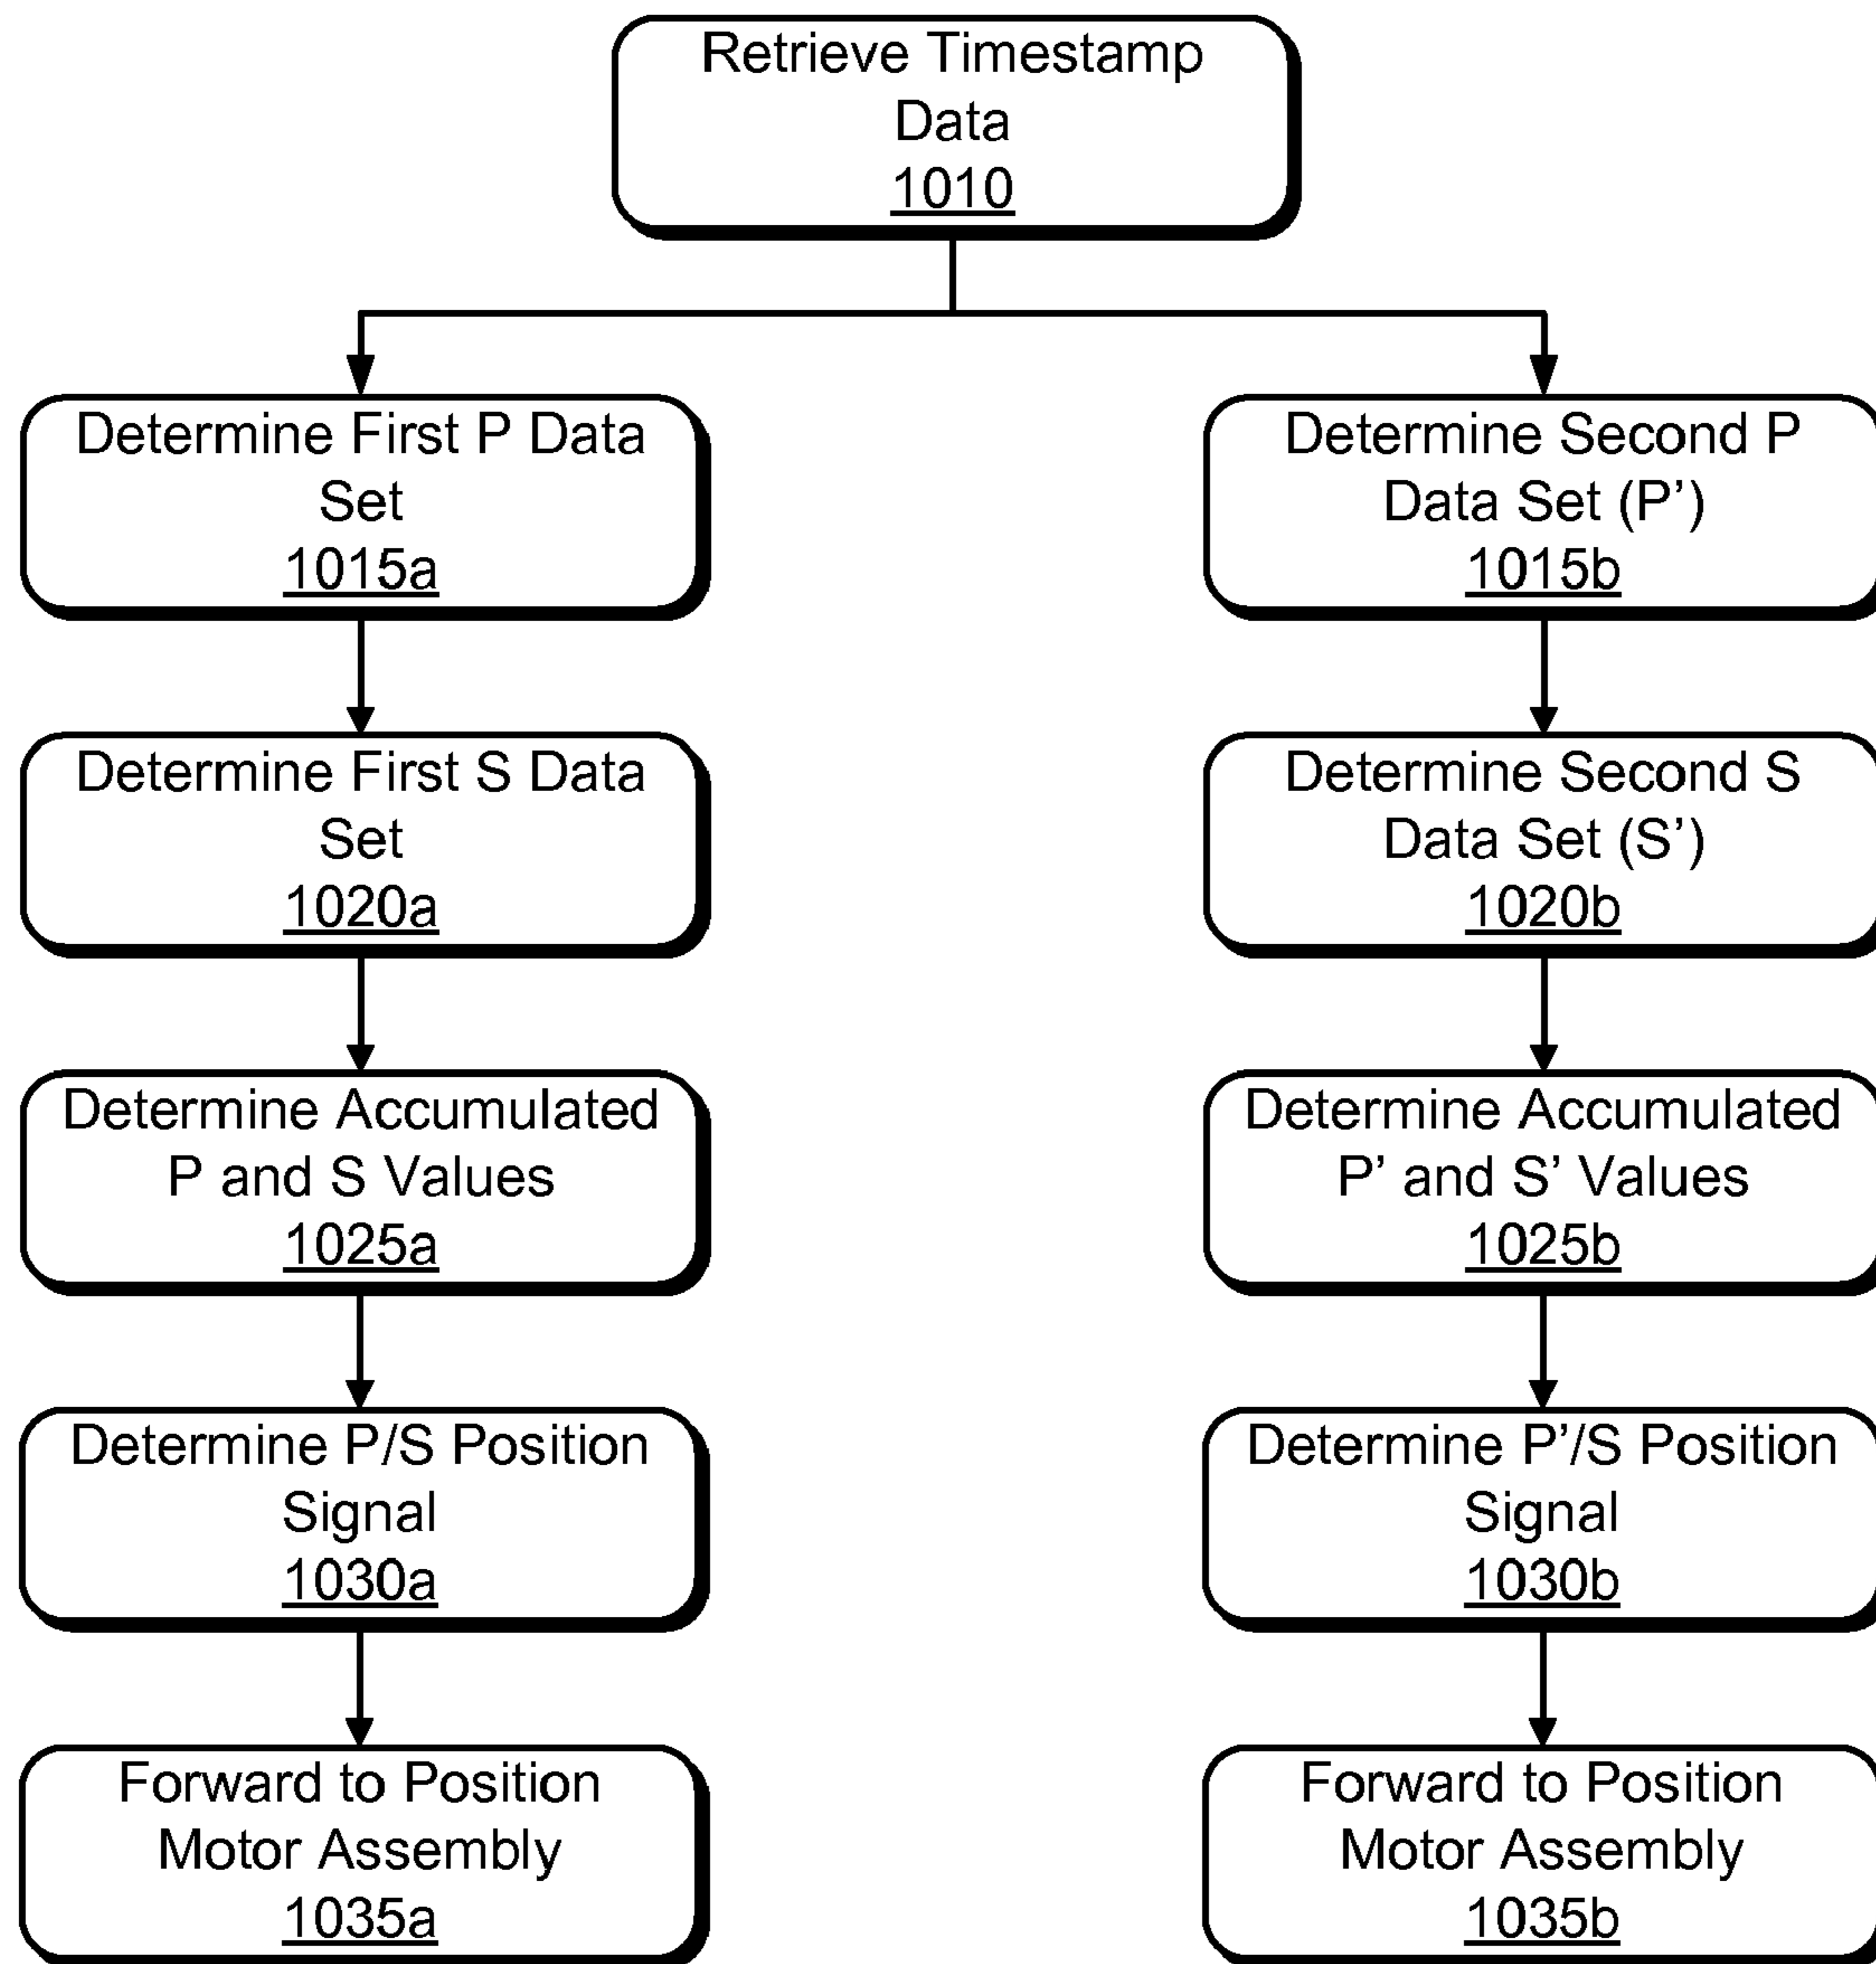 Retrieve Timestamp
Data
1010
Determine First P Data
Set
1015a
Determine Second P
Data Set (P’)
1015b
Determine First S Data
Set
1020a
Determine Second S
Data Set (S’)
1020b
Determine Accumulated
P and S Values
1025a
Determine Accumulated
P’ and S’ Values
1025b
Determine P/S Position
Signal
1030a
Determine P’/S Position
Signal
1030b
Forward to Position
Motor Assembly
1035a
Forward to Position
Motor Assembly
1035b